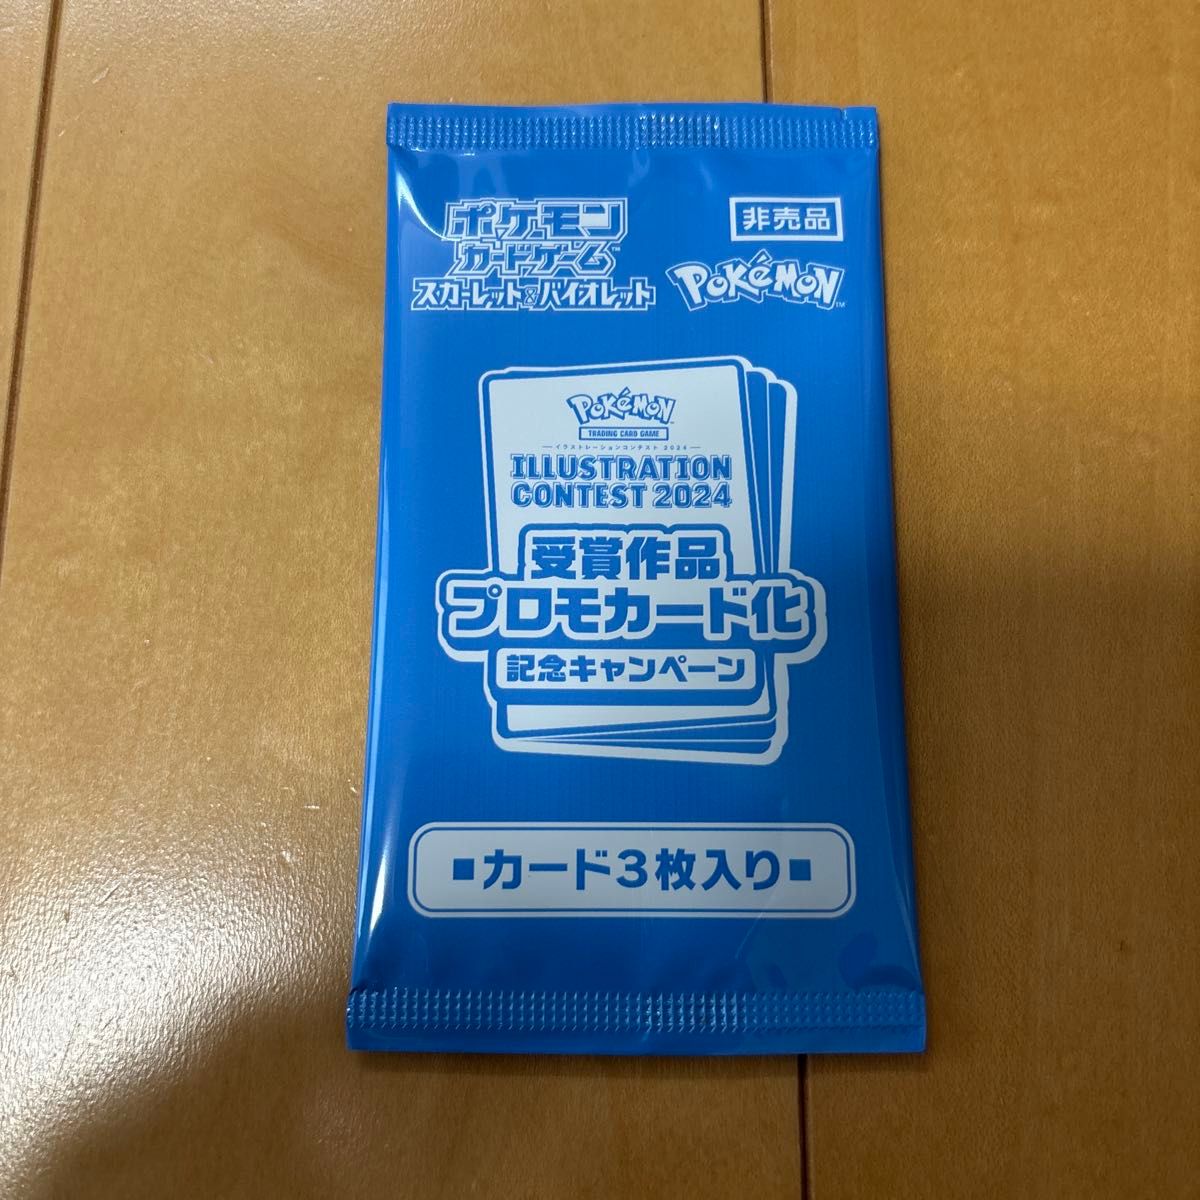 ポケモン
カードゲーム™
スカーレット&バイオレット
非売品
POKéMON™
POKéMON
TRADING CARD GAME
イラストレーションコンテスト 2024
ILLUSTRATION
CONTEST 2024
受賞作品
プロモカード化
記念キャンペーン
■カード3枚入り■